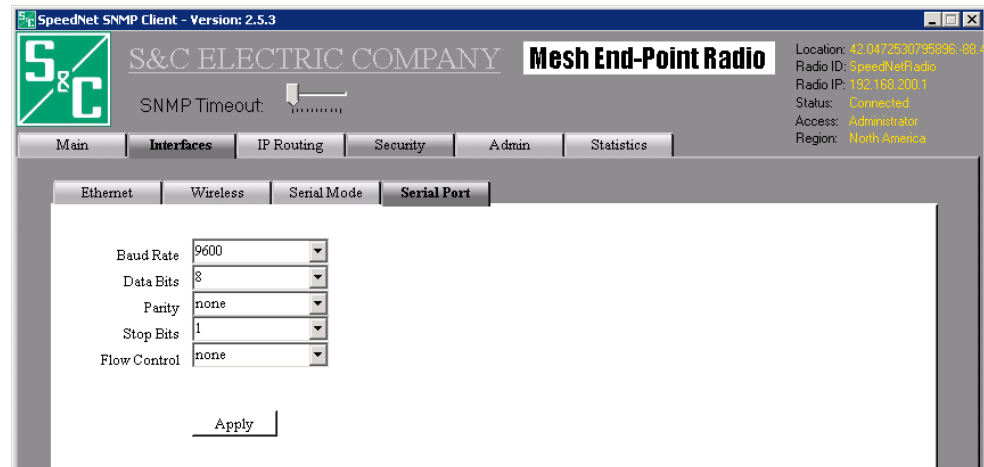 SpeedNet SNMP Client - Version: 2.5.3
S&C
S&C ELECTRIC COMPANY
Mesh End-Point Radio
SNMP Timeout:
Location: 42.0472530795896,-88.4
Radio ID: SpeedNetRadio
Radio IP: 192.168.200.1
Status: Connected
Access: Administrator
Region: North America
Main Interfaces IP Routing Security Admin Statistics
Ethernet Wireless Serial Mode Serial Port
Baud Rate 9600
Data Bits 8
Parity none
Stop Bits 1
Flow Control none
Apply